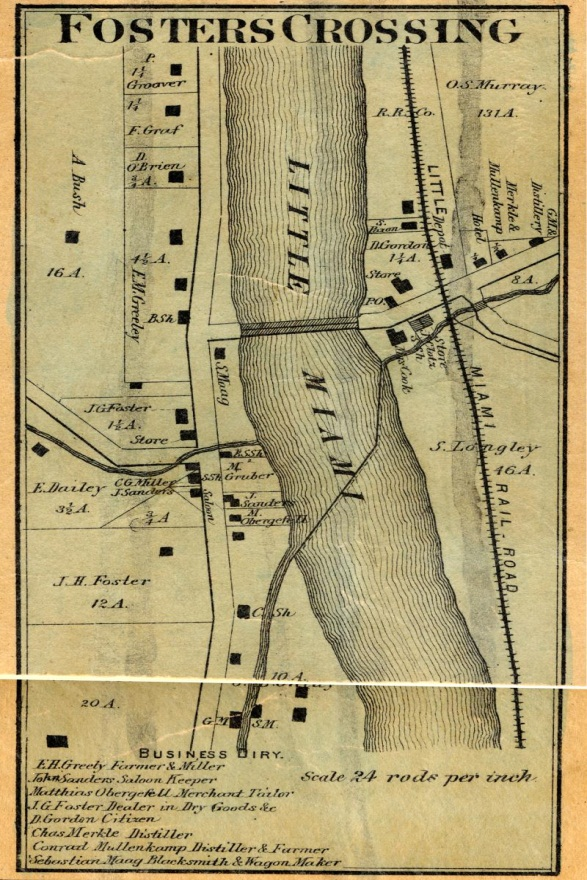 FOSTERS CROSSING
P.
1¼
Groover
1¼
F. Graf
D.
O'Brien
¾ A.
A Bush
16 A.
4½ A.
E.M. Greeley
B Sh
J.G. Foster
1½ A.
Store
S. Maag
E. Dailey
3½ A.
C G. Miller
J. Sanders
¾ A
Saloon
B. S Sh
S Sh
M.
Gruber
J.
Sanders
M.
Obergefell
J. H. Foster
12 A.
C. Sh
20 A.
10 A.
G M
S. M.
LITTLE
MIAMI
R. R. Co.
O. S. Murray
131 A.
LITTLE
MIAMI
RAIL-ROAD
S.
Dixon
Depot
D. Gordon
1¼ A.
Store
P.O.
Hotel
Merkle &
Mullenkamp
G.M. &
Distillery
8 A.
Store
Sch
Cook
S. Longley
46 A.
BUSINESS DIRY.
E.H. Greely Farmer & Miller
John Sanders Saloon Keeper
Matthias Obergefell Merchant Tailor
J.G. Foster Dealer in Dry Goods &c
D. Gordon Citizen
Chas. Merkle Distiller
Conrad Mullenkamp Distiller & Farmer
Sebastian Maag Blacksmith & Wagon Maker
Scale 24 rods per inch.